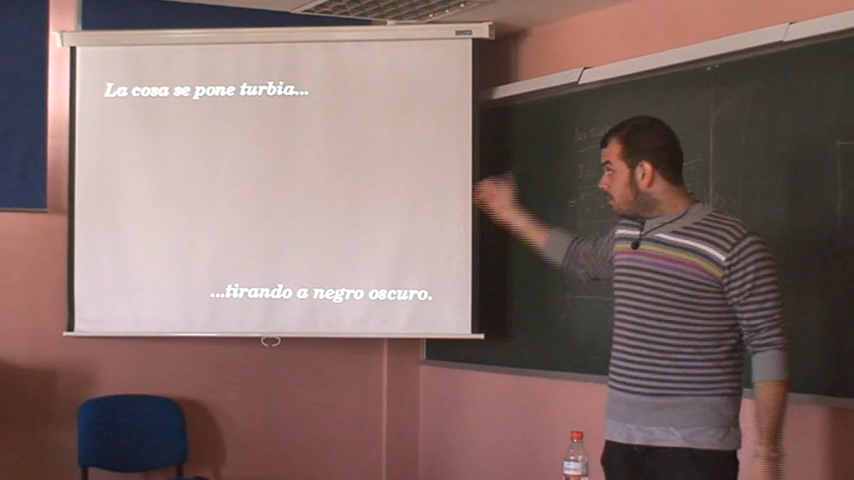 La cosa se pone turbia...
...tirando a negro oscuro.